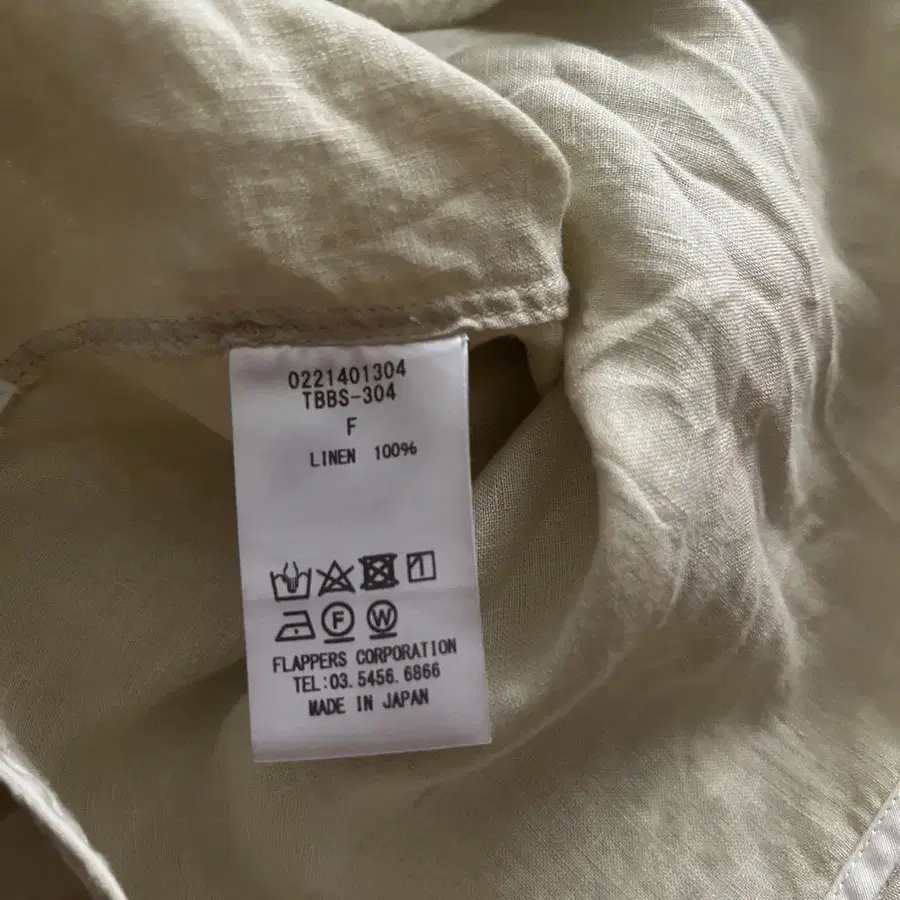 0221401304
TBBS-304
F
LINEN 100%
F W
FLAPPERS CORPORATION
TEL:03.5456.6866
MADE IN JAPAN